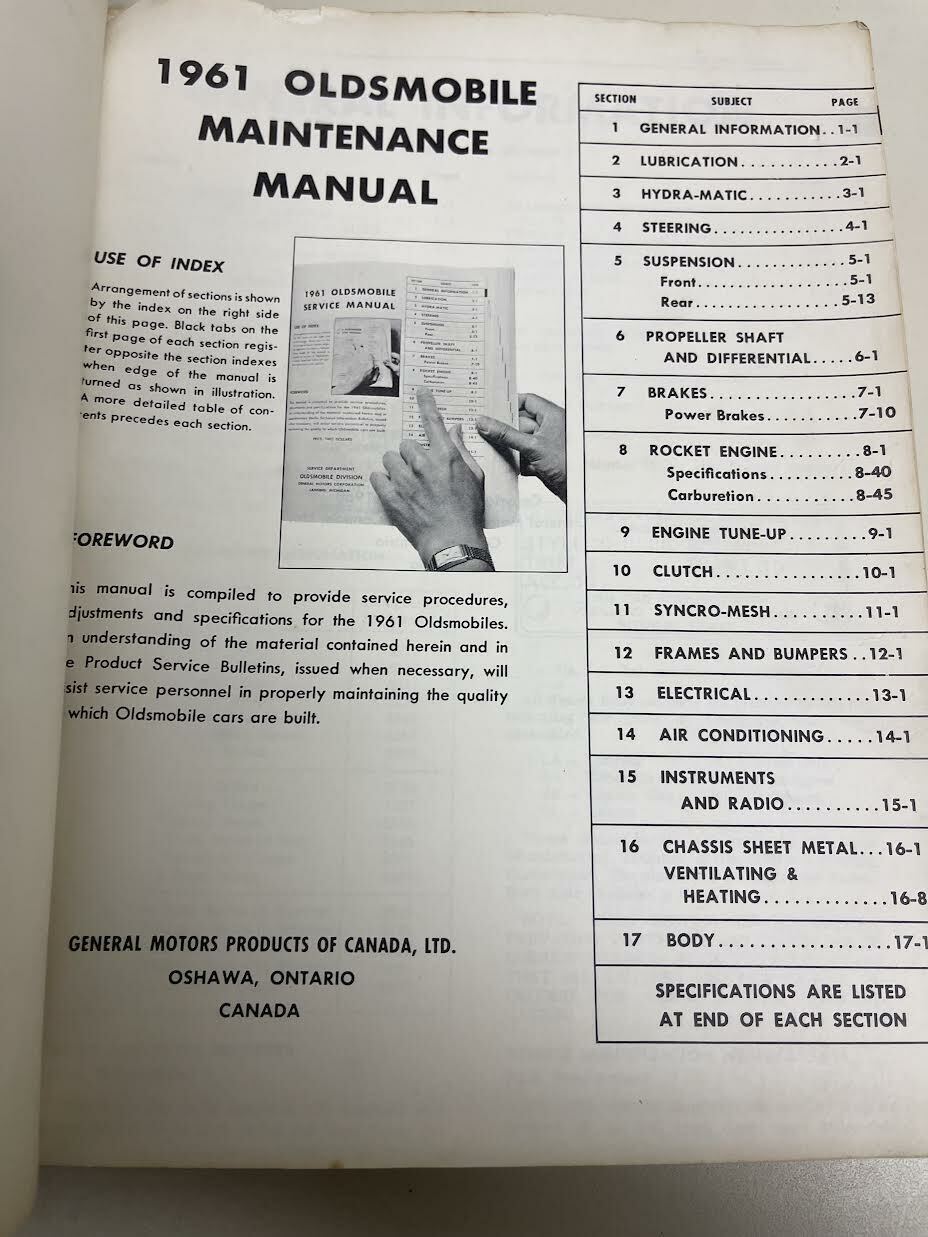 1961 OLDSMOBILE
MAINTENANCE
MANUAL
USE OF INDEX
Arrangement of sections is shown
by the index on the right side
of this page. Black tabs on the
first page of each section regis-
ter opposite the section indexes
when edge of the manual is
turned as shown in illustration.
A more detailed table of con-
ents precedes each section.
1961 OLDSMOBILE
SERVICE MANUAL
SERVICE DEPARTMENT
OLDSMOBILE DIVISION
GENERAL MOTORS CORPORATION
LANSING, MICHIGAN
FOREWORD
his manual is compiled to provide service procedures,
djustments and specifications for the 1961 Oldsmobiles.
n understanding of the material contained herein and in
e Product Service Bulletins, issued when necessary, will
sist service personnel in properly maintaining the quality
which Oldsmobile cars are built.
GENERAL MOTORS PRODUCTS OF CANADA, LTD.
OSHAWA, ONTARIO
CANADA
SECTION SUBJECT PAGE
1 GENERAL INFORMATION..1-1
2 LUBRICATION...........2-1
3 HYDRA-MATIC...........3-1
4 STEERING...............4-1
5 SUSPENSION............5-1
Front..................5-1
Rear.................5-13
6 PROPELLER SHAFT
AND DIFFERENTIAL.....6-1
7 BRAKES................7-1
Power Brakes..........7-10
8 ROCKET ENGINE.........8-1
Specifications..........8-40
Carburetion...........8-45
9 ENGINE TUNE-UP........9-1
10 CLUTCH...............10-1
11 SYNCRO-MESH.........11-1
12 FRAMES AND BUMPERS..12-1
13 ELECTRICAL............13-1
14 AIR CONDITIONING.....14-1
15 INSTRUMENTS
AND RADIO..........15-1
16 CHASSIS SHEET METAL...16-1
VENTILATING &
HEATING.............16-8
17 BODY..................17-1
SPECIFICATIONS ARE LISTED
AT END OF EACH SECTION